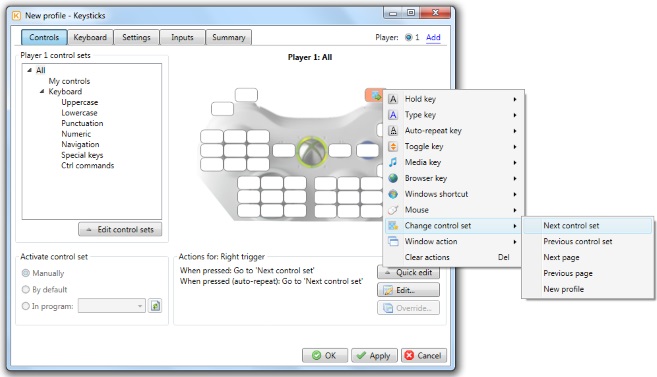 New profile - Keysticks
Controls Keyboard Settings Inputs Summary Player: 1 Add
Player 1 control sets
All
My controls
Keyboard
Uppercase
Lowercase
Punctuation
Numeric
Navigation
Special keys
Ctrl commands
Edit control sets
Player 1: All
A Hold key
A Type key
A Auto-repeat key
Toggle key
Media key
Browser key
Windows shortcut
Mouse
Change control set
Window action
Clear actions Del
Next control set
Previous control set
Next page
Previous page
New profile
Activate control set
Manually
By default
In program:
Actions for: Right trigger
When pressed: Go to 'Next control set'
When pressed (auto-repeat): Go to 'Next control set'
Quick edit
Edit...
Override...
OK Apply Cancel